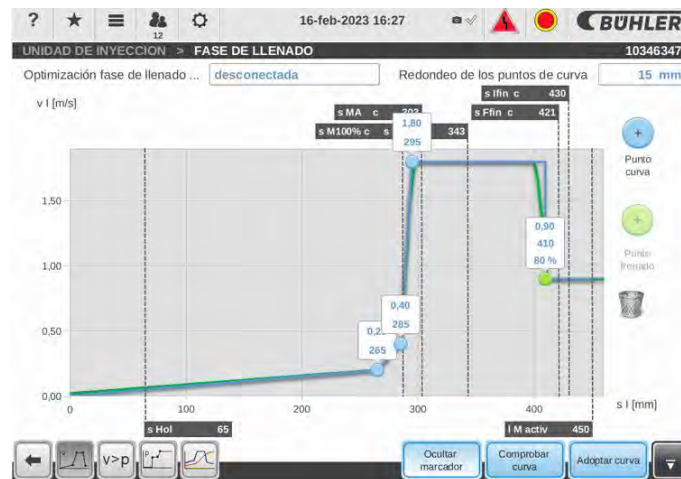 ?
12
16-feb-2023 16:27
BÜHLER
UNIDAD DE INYECCION > FASE DE LLENADO
10346347
Optimización fase de llenado ... desconectada
Redondeo de los puntos de curva 15 mm
v I [m/s]
s Ifin c 430
s MA c
s Ffin c 421
s M100% c s 343
1,80
295
Punto
curva
1.50
0,90
410
80 %
Punto
frenado
1,00
0,40
285
0,50
265
0,00
0 100 200 300 400
s I [mm]
s Hol 65
I M activ 450
v>p
Ocultar
marcador
Comprobar
curva
Adoptar curva